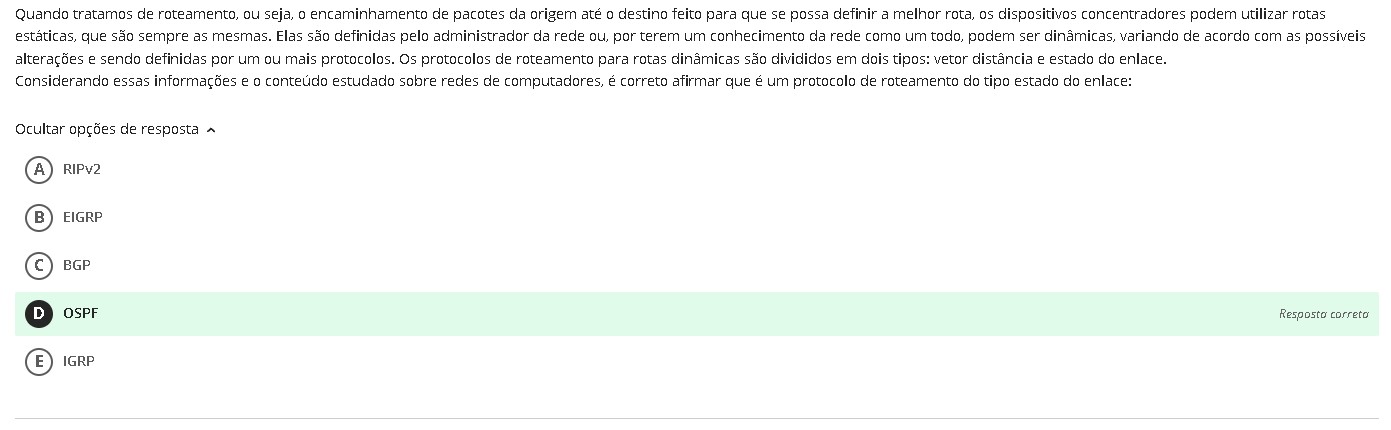 Quando tratamos de roteamento, ou seja, o encaminhamento de pacotes da origem até o destino feito para que se possa definir a melhor rota, os dispositivos concentradores podem utilizar rotas
estáticas, que são sempre as mesmas. Elas são definidas pelo administrador da rede ou, por terem um conhecimento da rede como um todo, podem ser dinâmicas, variando de acordo com as possíveis
alterações e sendo definidas por um ou mais protocolos. Os protocolos de roteamento para rotas dinâmicas são divididos em dois tipos: vetor distância e estado do enlace.
Considerando essas informações e o conteúdo estudado sobre redes de computadores, é correto afirmar que é um protocolo de roteamento do tipo estado do enlace:
Ocultar opções de resposta
A RIPv2
B EIGRP
C BGP
D OSPF Resposta correta
E IGRP